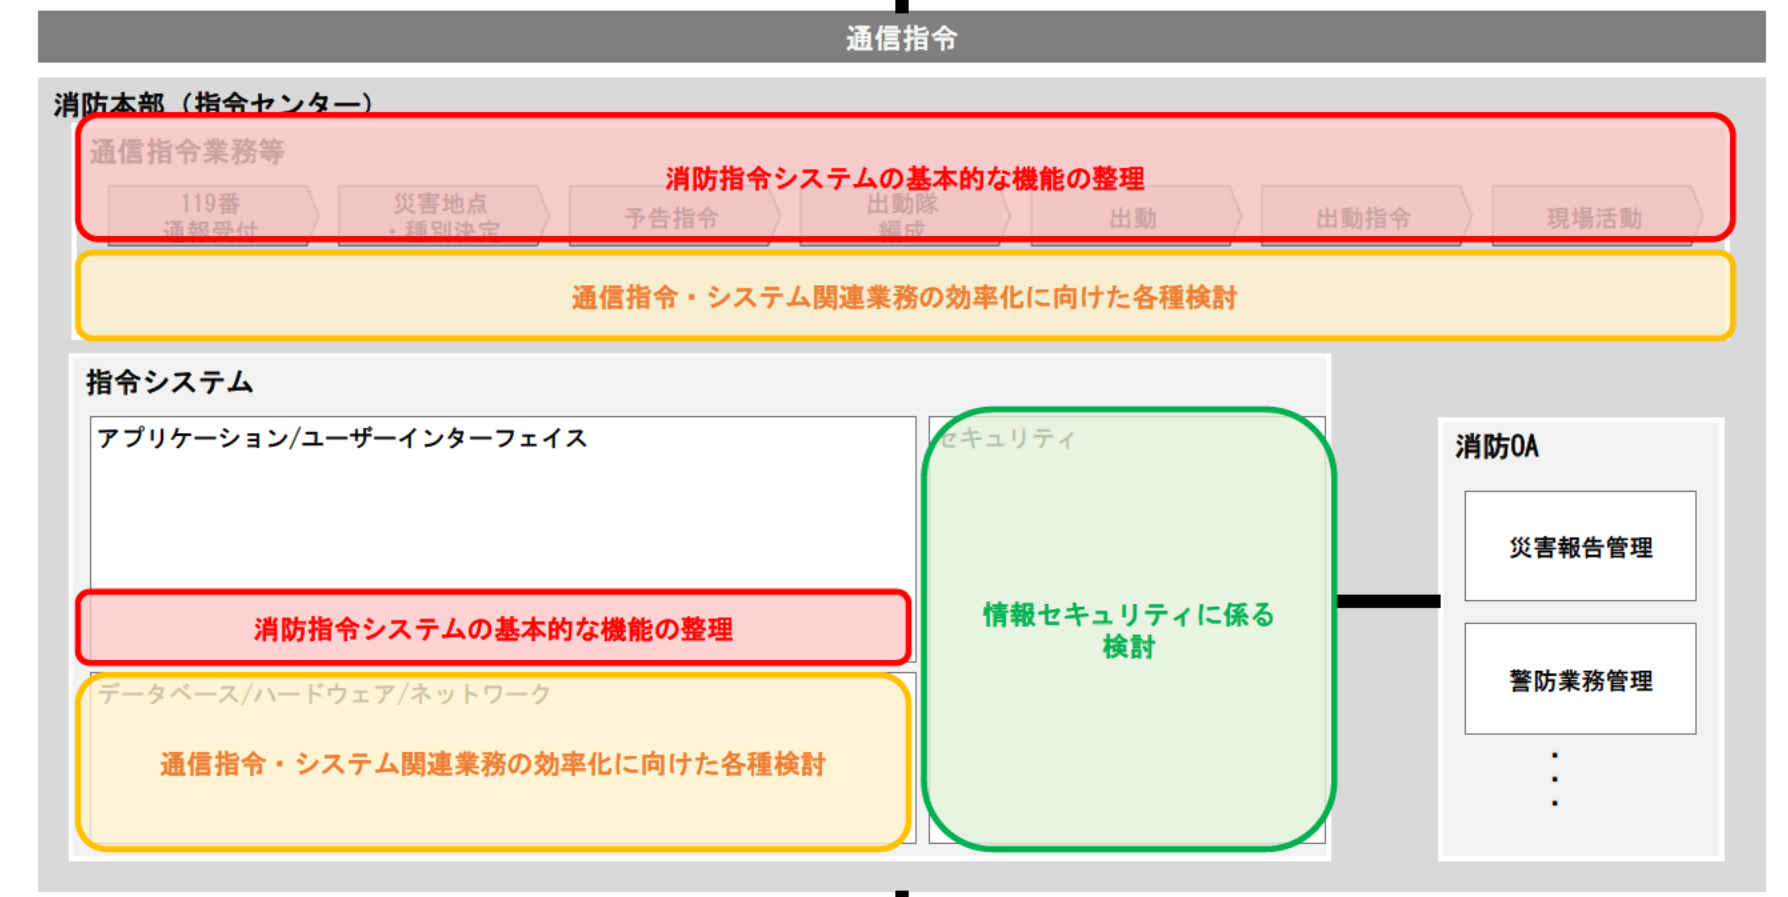 通信指令
消防本部（指令センター）
通信指令業務等
消防指令システムの基本的な機能の整理
119番
通報受付
災害地点
・種別決定
予告指令
出動隊
編成
出動
出動指令
現場活動
通信指令・システム関連業務の効率化に向けた各種検討
指令システム
アプリケーション/ユーザーインターフェイス
消防指令システムの基本的な機能の整理
データベース/ハードウェア/ネットワーク
通信指令・システム関連業務の効率化に向けた各種検討
セキュリティ
情報セキュリティに係る
検討
消防OA
災害報告管理
警防業務管理
・
・
・